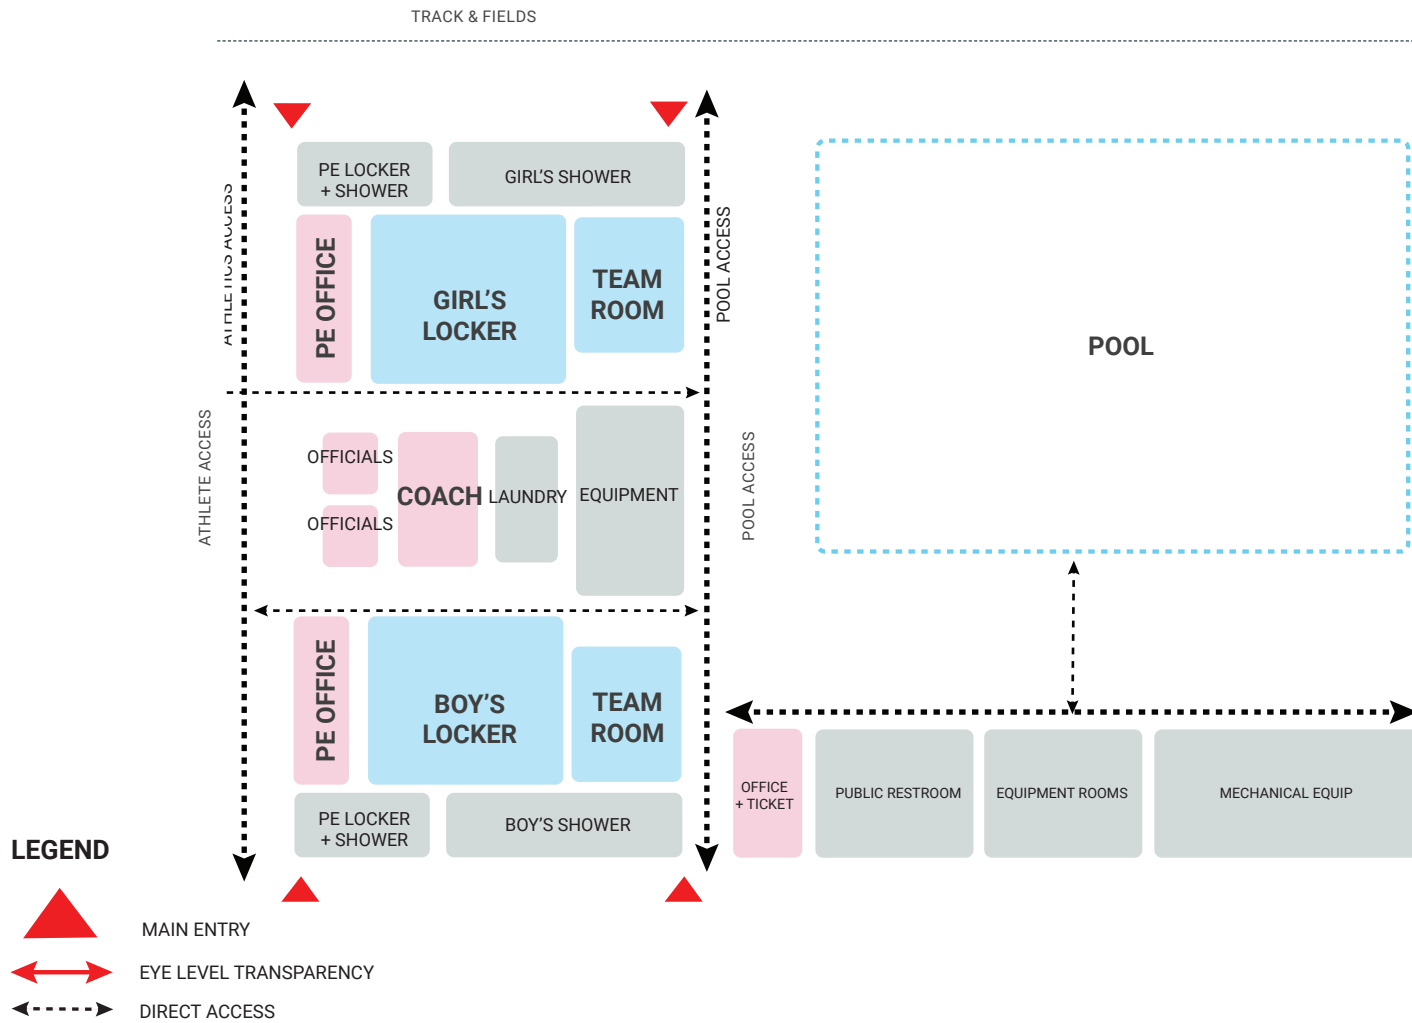 TRACK & FIELDS
PE LOCKER
+ SHOWER
GIRL'S SHOWER
ATHLETICS ACCESS
PE OFFICE
GIRL'S
LOCKER
TEAM
ROOM
POOL ACCESS
POOL
ATHLETE ACCESS
OFFICIALS
OFFICIALS
COACH
LAUNDRY
EQUIPMENT
POOL ACCESS
PE OFFICE
BOY'S
LOCKER
TEAM
ROOM
PE LOCKER
+ SHOWER
BOY'S SHOWER
OFFICE
+ TICKET
PUBLIC RESTROOM
EQUIPMENT ROOMS
MECHANICAL EQUIP
LEGEND
MAIN ENTRY
EYE LEVEL TRANSPARENCY
DIRECT ACCESS